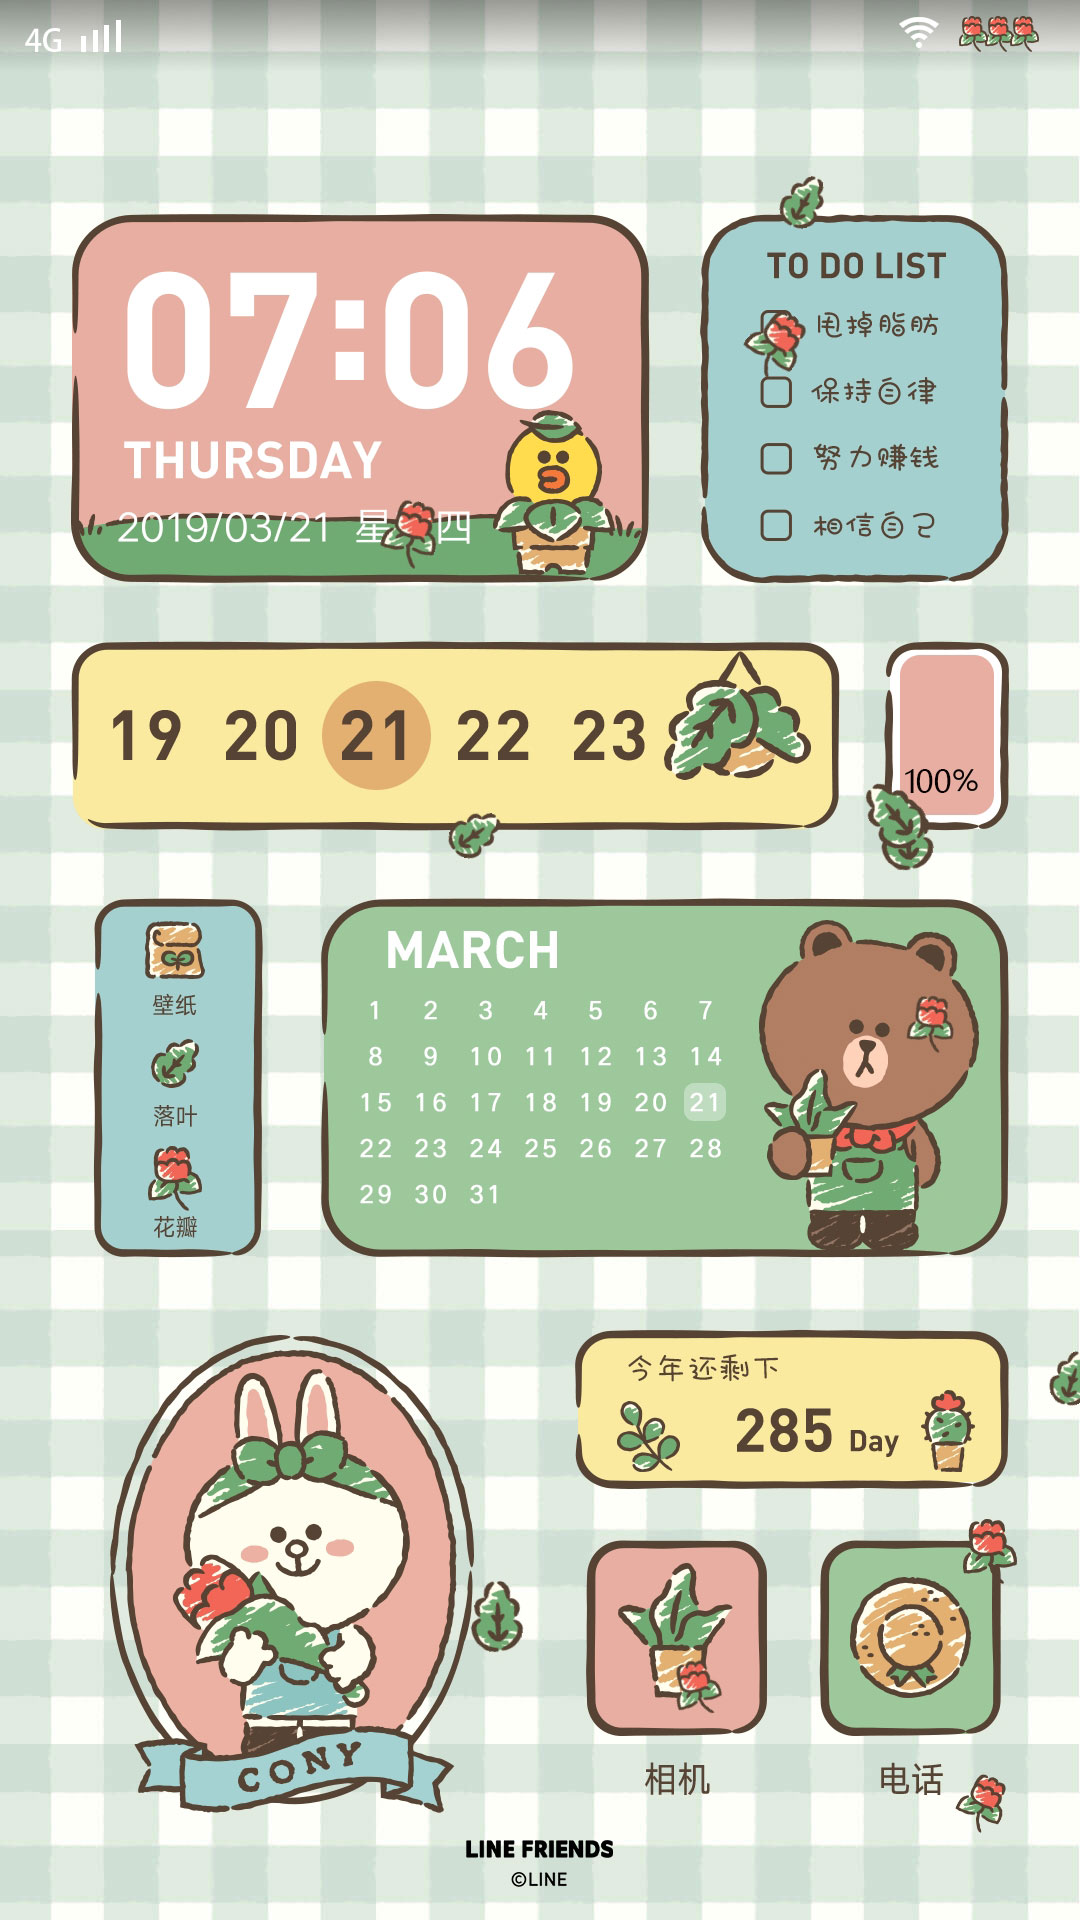 4G
07:06
THURSDAY
2019/03/21 星 四
TO DO LIST
甩掉脂肪
保持自律
努力赚钱
相信自己
19 20 21 22 23
100%
壁纸
落叶
花瓣
MARCH
1 2 3 4 5 6 7
8 9 10 11 12 13 14
15 16 17 18 19 20 21
22 23 24 25 26 27 28
29 30 31
今年还剩下
285 Day
CONY
相机
电话
LINE FRIENDS
©LINE